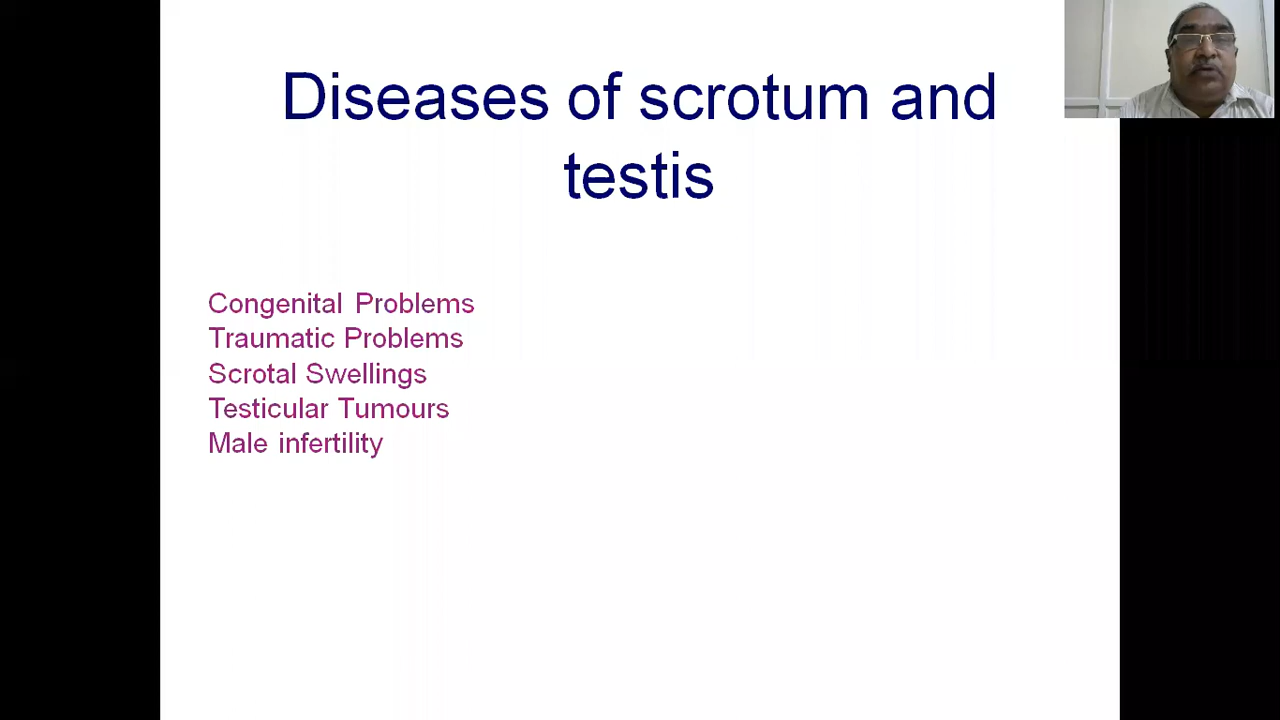 Diseases of scrotum and
testis
Congenital Problems
Traumatic Problems
Scrotal Swellings
Testicular Tumours
Male infertility